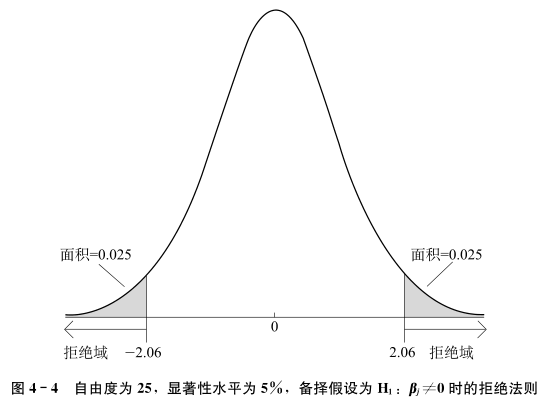 面积=0.025
面积=0.025
0
拒绝域
-2.06
2.06
拒绝域
图 4-4 自由度为 25，显著性水平为 5%，备择假设为 H₁：βⱼ≠0 时的拒绝法则